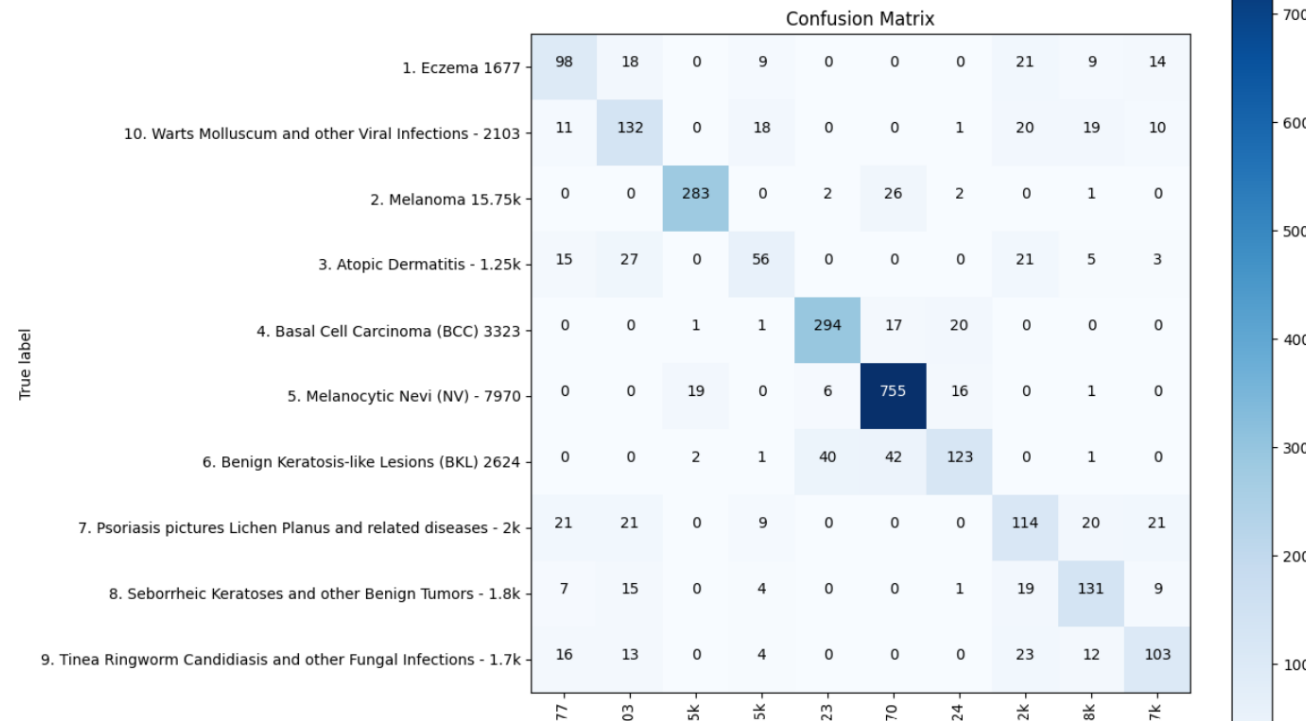 Confusion Matrix
True label
1. Eczema 1677 98 18 0 9 0 0 0 21 9 14
10. Warts Molluscum and other Viral Infections - 2103 11 132 0 18 0 0 1 20 19 10
2. Melanoma 15.75k 0 0 283 0 2 26 2 0 1 0
3. Atopic Dermatitis - 1.25k 15 27 0 56 0 0 0 21 5 3
4. Basal Cell Carcinoma (BCC) 3323 0 0 1 1 294 17 20 0 0 0
5. Melanocytic Nevi (NV) - 7970 0 0 19 0 6 755 16 0 1 0
6. Benign Keratosis-like Lesions (BKL) 2624 0 0 2 1 40 42 123 0 1 0
7. Psoriasis pictures Lichen Planus and related diseases - 2k 21 21 0 9 0 0 0 114 20 21
8. Seborrheic Keratoses and other Benign Tumors - 1.8k 7 15 0 4 0 0 1 19 131 9
9. Tinea Ringworm Candidiasis and other Fungal Infections - 1.7k 16 13 0 4 0 0 0 23 12 103
77 03 5k 5k 23 70 24 2k 8k 7k
700
600
500
400
300
200
100